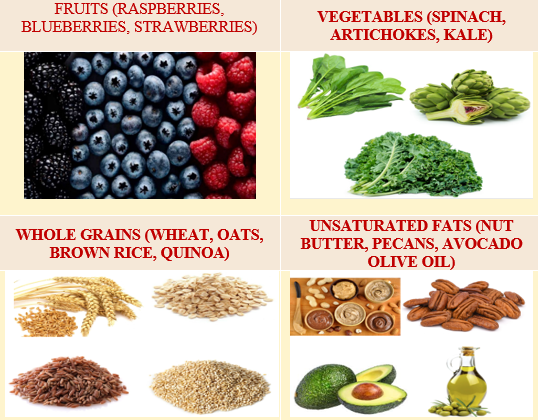 FRUITS (RASPBERRIES,
BLUEBERRIES, STRAWBERRIES)
VEGETABLES (SPINACH,
ARTICHOKES, KALE)
WHOLE GRAINS (WHEAT, OATS,
BROWN RICE, QUINOA)
UNSATURATED FATS (NUT
BUTTER, PECANS, AVOCADO
OLIVE OIL)